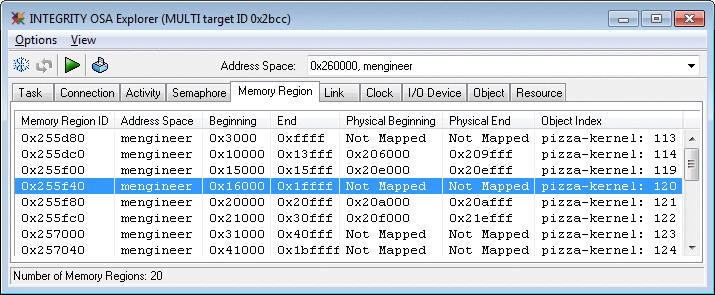 INTEGRITY OSA Explorer (MULTI target ID 0x2bcc)
Options View
Address Space: 0x260000, mengineer
Task Connection Activity Semaphore Memory Region Link Clock I/O Device Object Resource
Memory Region ID Address Space Beginning End Physical Beginning Physical End Object Index
0x255d80 mengineer 0x3000 0xffff Not Mapped Not Mapped pizza-kernel: 113
0x255dc0 mengineer 0x10000 0x13fff 0x206000 0x209fff pizza-kernel: 114
0x255f00 mengineer 0x15000 0x15fff 0x20e000 0x20efff pizza-kernel: 119
0x255f40 mengineer 0x16000 0x1ffff Not Mapped Not Mapped pizza-kernel: 120
0x255f80 mengineer 0x20000 0x20fff 0x20a000 0x20afff pizza-kernel: 121
0x255fc0 mengineer 0x21000 0x30fff 0x20f000 0x21efff pizza-kernel: 122
0x257000 mengineer 0x31000 0x40fff Not Mapped Not Mapped pizza-kernel: 123
0x257040 mengineer 0x41000 0x1bffff Not Mapped Not Mapped pizza-kernel: 124
Number of Memory Regions: 20